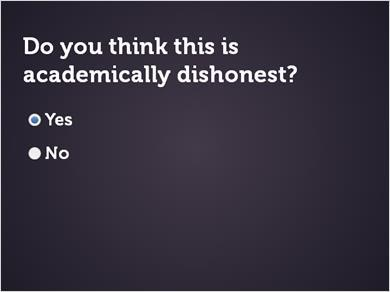 Do you think this is
academically dishonest?
Yes
No